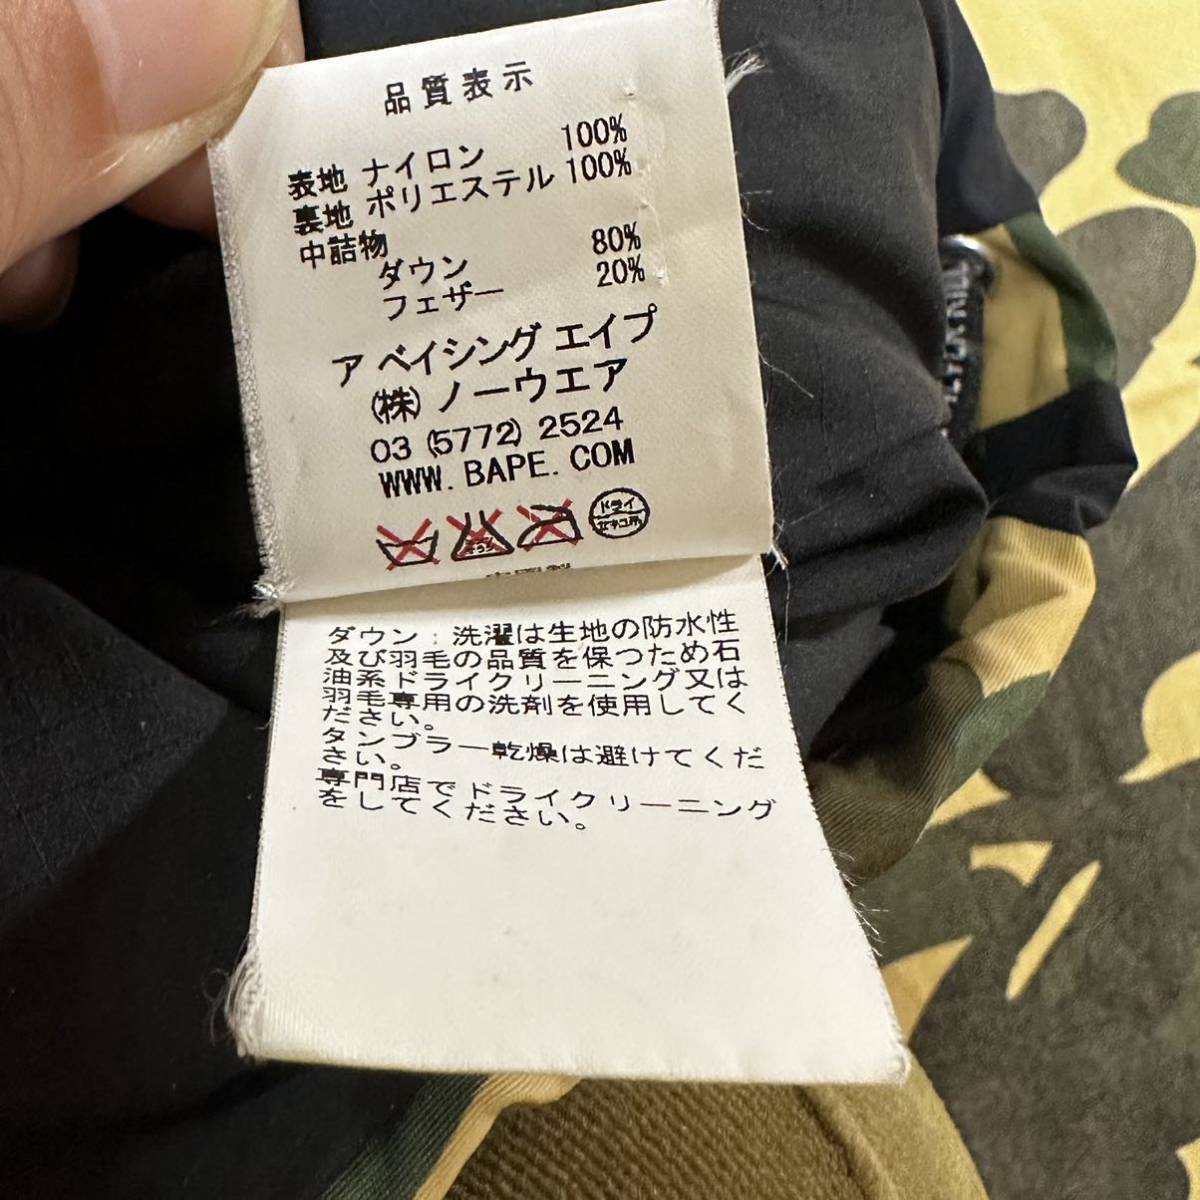 品質表示
表地 ナイロン 100%
裏地 ポリエステル 100%
中詰物
ダウン 80%
フェザー 20%
ア ベイシング エイプ
(株) ノーウエア
03 (5772) 2524
WWW. BAPE. COM
ドライ
ダウン：洗濯は生地の防水性
及び羽毛の品質を保つため石
油系ドライクリーニング又は
羽毛専用の洗剤を使用してく
ださい。
タンブラー乾燥は避けてくだ
さい。
専門店でドライクリーニング
をしてください。